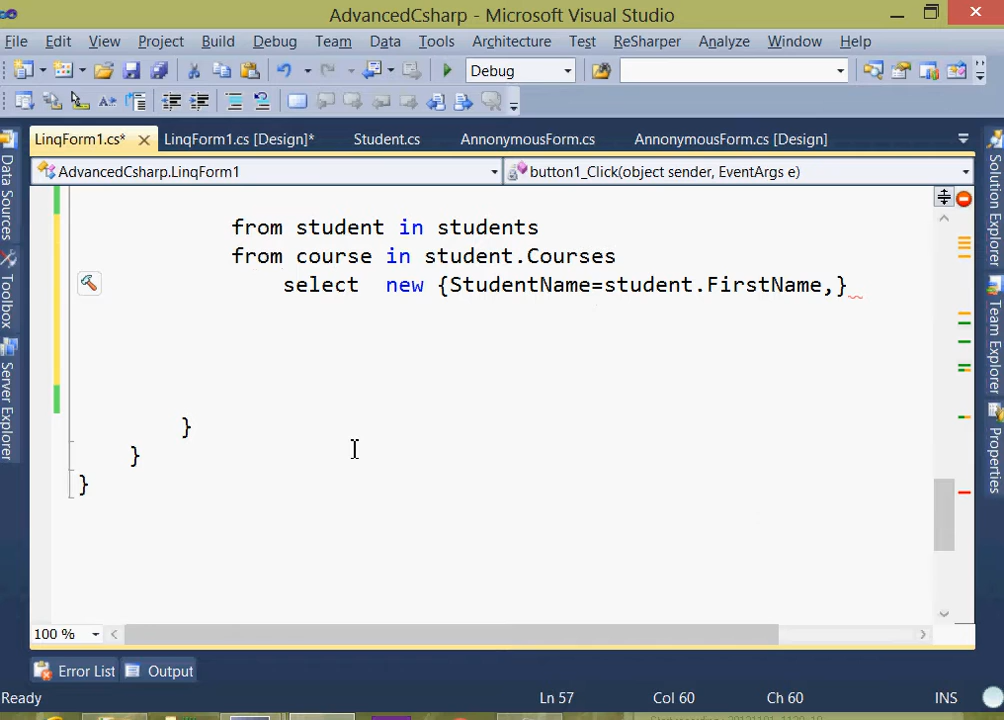 AdvancedCsharp - Microsoft Visual Studio
File Edit View Project Build Debug Team Data Tools Architecture Test ReSharper Analyze Window Help
Debug
LinqForm1.cs* LinqForm1.cs [Design]* Student.cs AnnonymousForm.cs AnnonymousForm.cs [Design]
AdvancedCsharp.LinqForm1 button1_Click(object sender, EventArgs e)
Data Sources
Toolbox
Server Explorer
from student in students
from course in student.Courses
select new {StudentName=student.FirstName,}
}
}
}
Solution Explorer
Team Explorer
Properties
100 %
Error List Output
Ready Ln 57 Col 60 Ch 60 INS